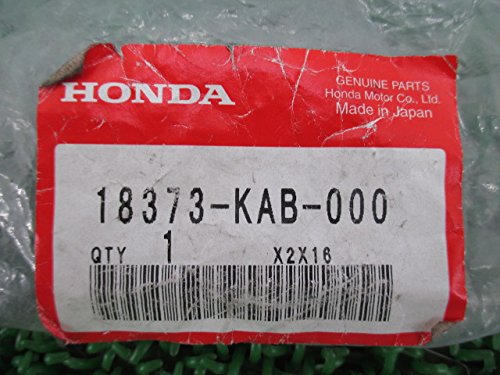 HONDA
GENUINE PARTS
Honda Motor Co., Ltd.
Made in Japan
18373-KAB-000
QTY 1 X2X16